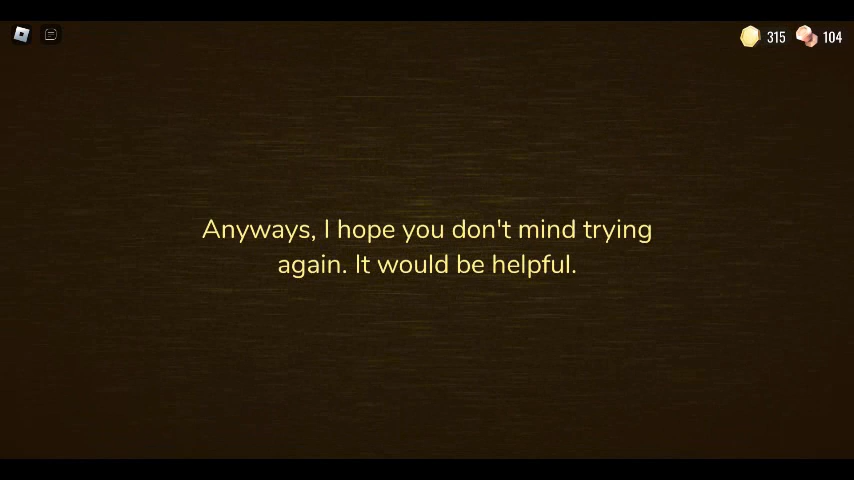 315 104
Anyways, I hope you don't mind trying
again. It would be helpful.